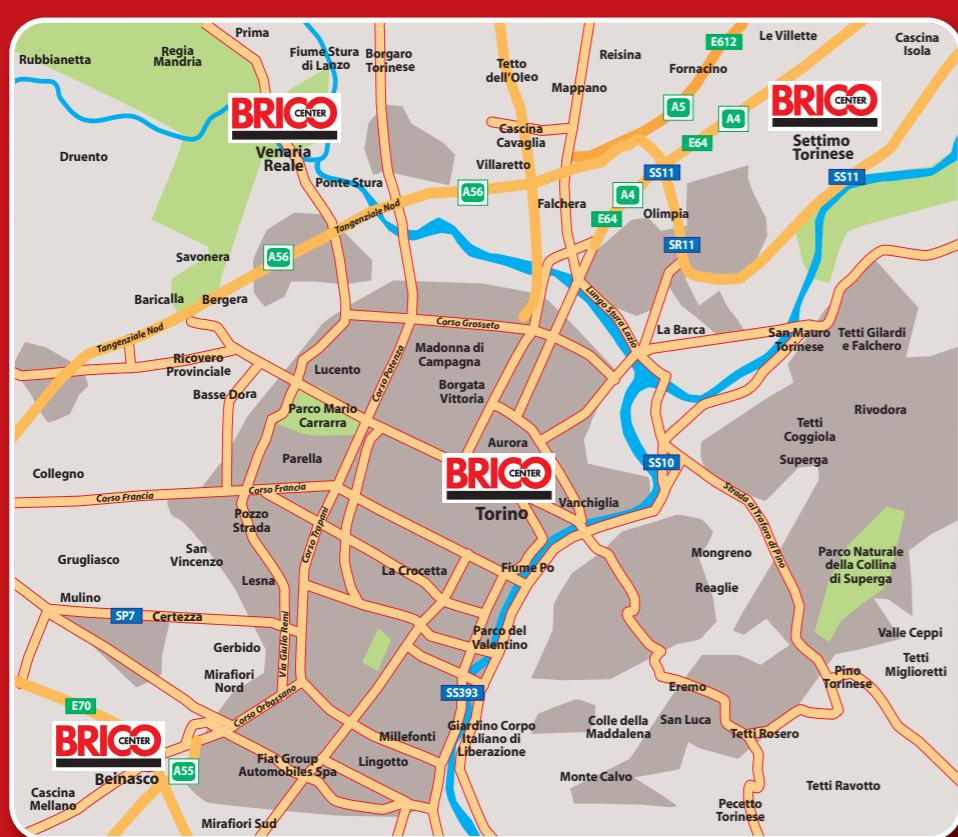 Prima
Rubbianetta
Regia
Mandria
Fiume Stura
di Lanzo
Borgaro
Torinese
Tetto
dell'Oleo
Reisina
E612
Le Villette
Cascina
Isola
Fornacino
Mappano
BRICO
CENTER
Venaria
Reale
A5
A4
BRICO
CENTER
Settimo
Torinese
Cascina
Cavaglia
E64
Druento
Villaretto
Ponte Stura
A56
SS11
SS11
A4
Falchera
E64
Olimpia
Tangenziale Nod
SR11
Savonera
A56
Baricalla
Bergera
Lungo Stura Lazio
Tangenziale Nod
Corso Grosseto
La Barca
San Mauro
Torinese
Tetti Gilardi
e Falchero
Ricovero
Provinciale
Madonna di
Campagna
Lucento
Corso Potenza
Basse Dora
Borgata
Vittoria
Parco Mario
Carrarra
Rivodora
Tetti
Coggiola
Aurora
Parella
Superga
SS10
Collegno
BRICO
CENTER
Torino
Corso Francia
Corso Francia
Vanchiglia
Strada al Traforo di Pino
Pozzo
Strada
Corso Trapani
San
Vincenzo
Grugliasco
Mongreno
Parco Naturale
della Collina
di Superga
La Crocetta
Fiume Po
Lesna
Reaglie
Mulino
SP7
Certezza
Via Giulio Remi
Parco del
Valentino
Valle Ceppi
Gerbido
Tetti
Miglioretti
Mirafiori
Nord
Pino
Torinese
Eremo
SS393
Corso Orbassano
E70
Giardino Corpo
Italiano di
Liberazione
Colle della
Maddalena
San Luca
Tetti Rosero
BRICO
CENTER
Beinasco
Millefonti
A55
Fiat Group
Automobiles Spa
Lingotto
Monte Calvo
Tetti Ravotto
Cascina
Mellano
Pecetto
Torinese
Mirafiori Sud